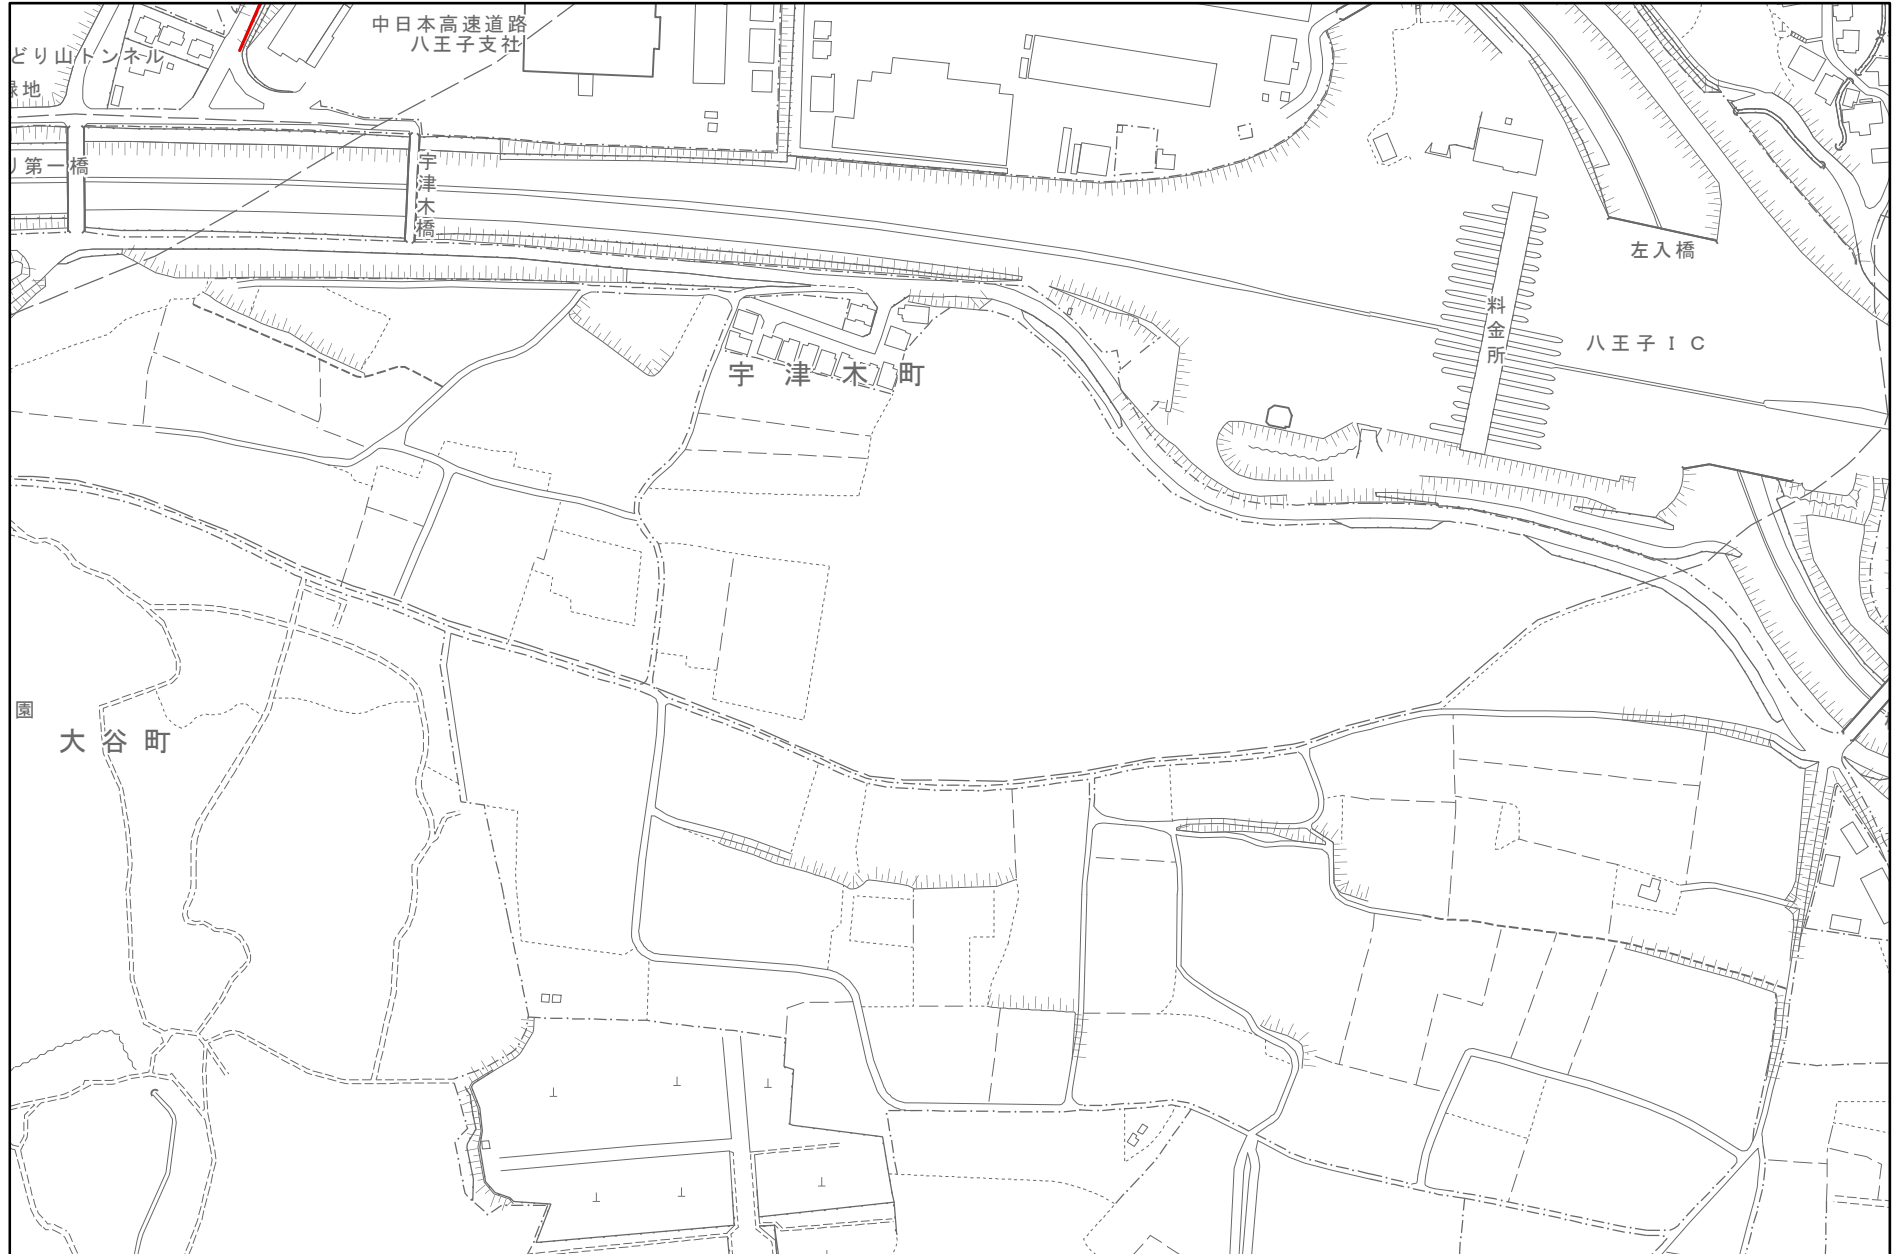 中日本高速道路
八王子支社
どり山トンネル
緑地
り第一橋
宇津木橋
左入橋
料金所
八王子IC
宇津木町
園
大谷町